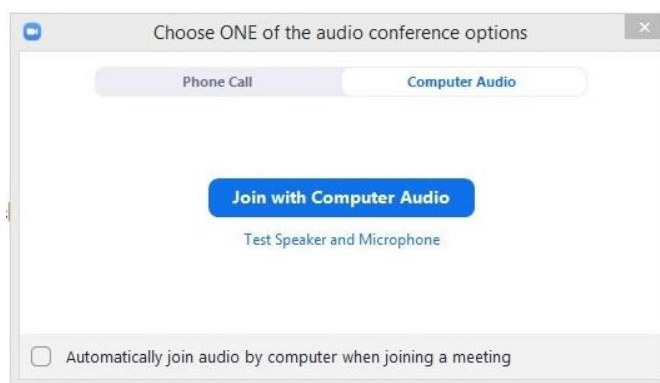 Choose ONE of the audio conference options
Phone Call
Computer Audio
Join with Computer Audio
Test Speaker and Microphone
Automatically join audio by computer when joining a meeting